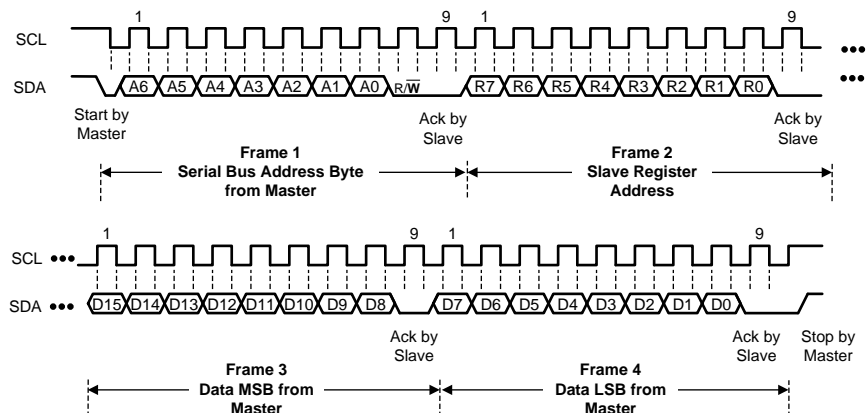 1 9 1 9
SCL
SDA A6 A5 A4 A3 A2 A1 A0 R/W R7 R6 R5 R4 R3 R2 R1 R0
Start by
Master
Ack by
Slave
Ack by
Slave
Frame 1
Serial Bus Address Byte
from Master
Frame 2
Slave Register
Address
1 9 1 9
SCL
SDA D15 D14 D13 D12 D11 D10 D9 D8 D7 D6 D5 D4 D3 D2 D1 D0
Ack by
Slave
Ack by
Slave
Stop by
Master
Frame 3
Data MSB from
Master
Frame 4
Data LSB from
Master